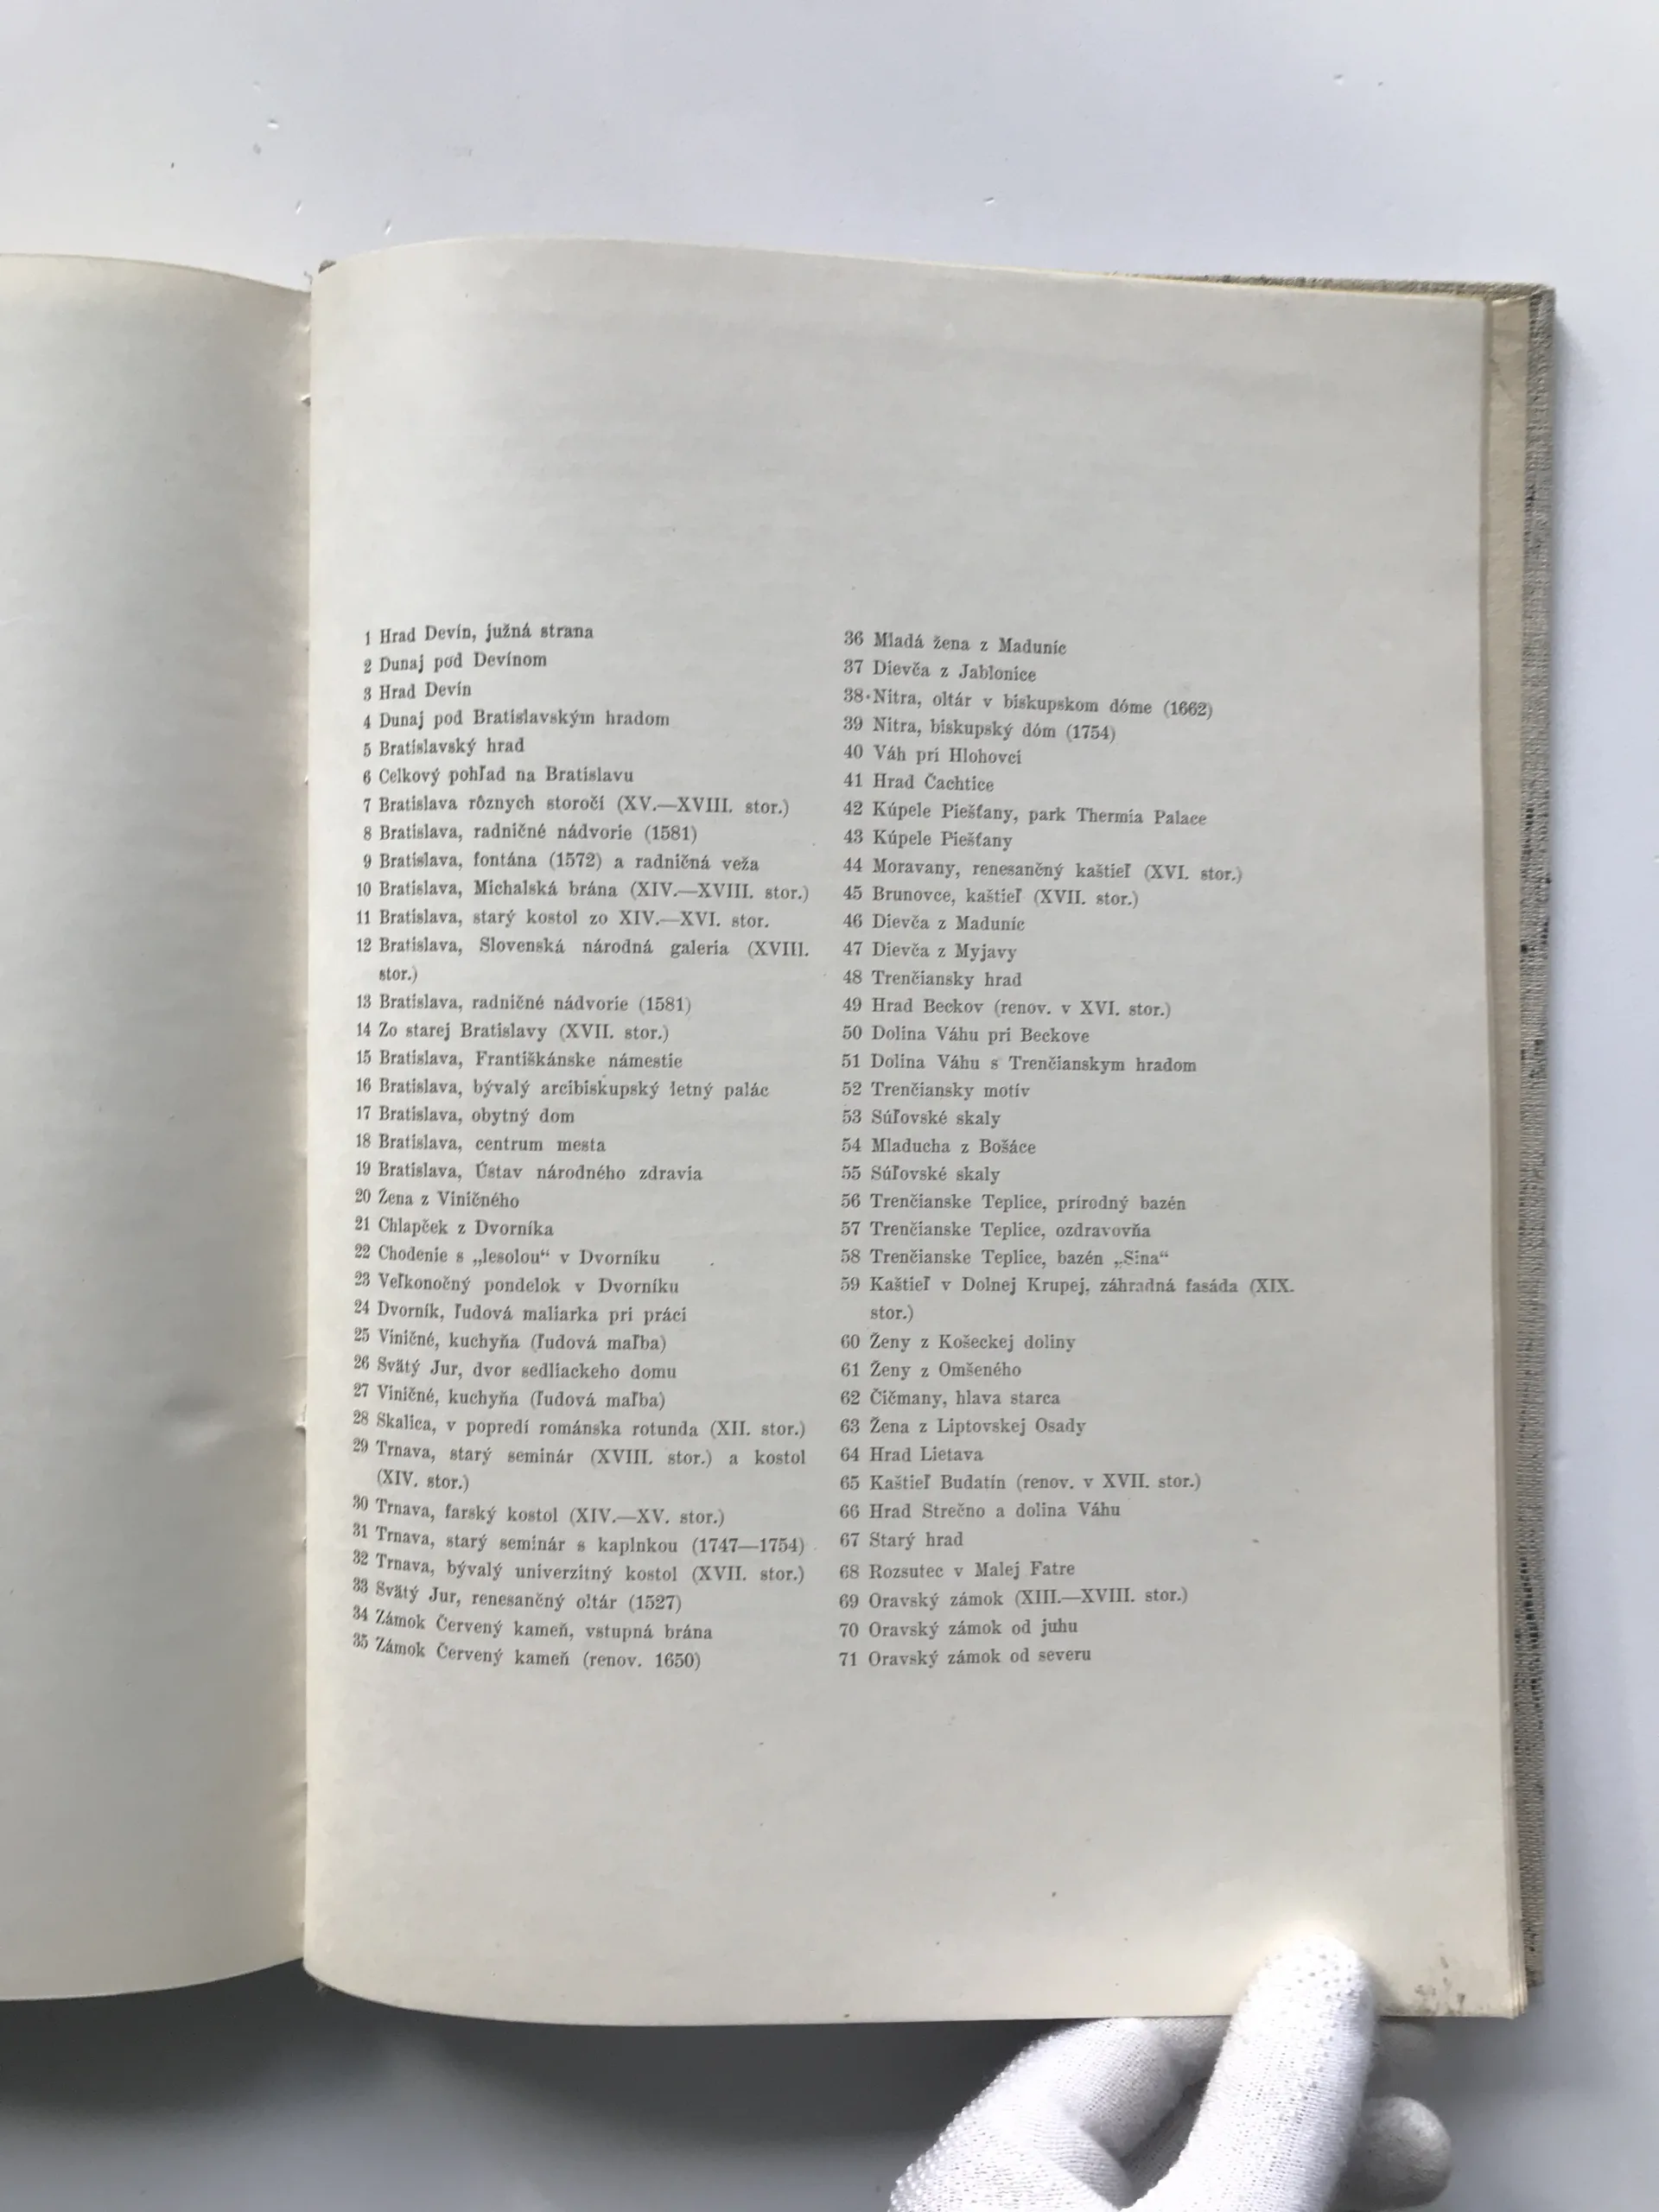 1 Hrad Devín, južná strana
2 Dunaj pod Devínom
3 Hrad Devín
4 Dunaj pod Bratislavským hradom
5 Bratislavský hrad
6 Celkový pohľad na Bratislavu
7 Bratislava rôznych storočí (XV.—XVIII. stor.)
8 Bratislava, radničné nádvorie (1581)
9 Bratislava, fontána (1572) a radničná veža
10 Bratislava, Michalská brána (XIV.—XVIII. stor.)
11 Bratislava, starý kostol zo XIV.—XVI. stor.
12 Bratislava, Slovenská národná galeria (XVIII.
stor.)
13 Bratislava, radničné nádvorie (1581)
14 Zo starej Bratislavy (XVII. stor.)
15 Bratislava, Františkánske námestie
16 Bratislava, bývalý arcibiskupský letný palác
17 Bratislava, obytný dom
18 Bratislava, centrum mesta
19 Bratislava, Ústav národného zdravia
20 Žena z Viničného
21 Chlapček z Dvorníka
22 Chodenie s „lesolou“ v Dvorníku
23 Veľkonočný pondelok v Dvorníku
24 Dvorník, ľudová maliarka pri práci
25 Viničné, kuchyňa (ľudová maľba)
26 Svätý Jur, dvor sedliackeho domu
27 Viničné, kuchyňa (ľudová maľba)
28 Skalica, v popredí románska rotunda (XII. stor.)
29 Trnava, starý seminár (XVIII. stor.) a kostol
(XIV. stor.)
30 Trnava, farský kostol (XIV.—XV. stor.)
31 Trnava, starý seminár s kaplnkou (1747—1754)
32 Trnava, bývalý univerzitný kostol (XVII. stor.)
33 Svätý Jur, renesančný oltár (1527)
34 Zámok Červený kameň, vstupná brána
35 Zámok Červený kameň (renov. 1650)
36 Mladá žena z Maduníc
37 Dievča z Jablonice
38 Nitra, oltár v biskupskom dóme (1662)
39 Nitra, biskupský dóm (1754)
40 Váh pri Hlohovci
41 Hrad Čachtice
42 Kúpele Piešťany, park Thermia Palace
43 Kúpele Piešťany
44 Moravany, renesančný kaštieľ (XVI. stor.)
45 Brunovce, kaštieľ (XVII. stor.)
46 Dievča z Maduníc
47 Dievča z Myjavy
48 Trenčiansky hrad
49 Hrad Beckov (renov. v XVI. stor.)
50 Dolina Váhu pri Beckove
51 Dolina Váhu s Trenčianskym hradom
52 Trenčiansky motív
53 Súľovské skaly
54 Mladucha z Bošáce
55 Súľovské skaly
56 Trenčianske Teplice, prírodný bazén
57 Trenčianske Teplice, ozdravovňa
58 Trenčianske Teplice, bazén „Sina“
59 Kaštieľ v Dolnej Krupej, záhradná fasáda (XIX.
stor.)
60 Ženy z Košeckej doliny
61 Ženy z Omšeného
62 Čičmany, hlava starca
63 Žena z Liptovskej Osady
64 Hrad Lietava
65 Kaštieľ Budatín (renov. v XVII. stor.)
66 Hrad Strečno a dolina Váhu
67 Starý hrad
68 Rozsutec v Malej Fatre
69 Oravský zámok (XIII.—XVIII. stor.)
70 Oravský zámok od juhu
71 Oravský zámok od severu